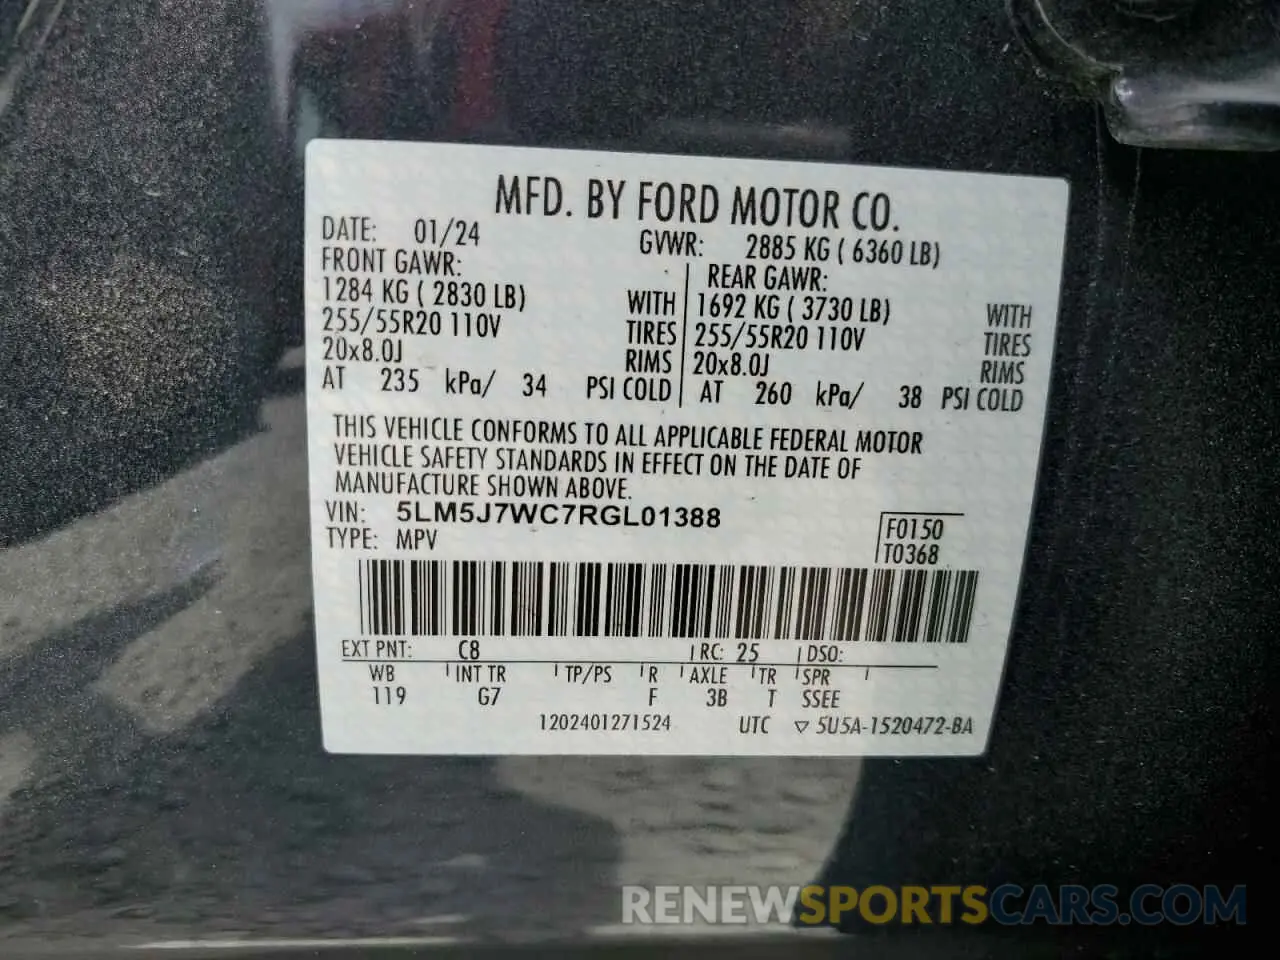 MFD. BY FORD MOTOR CO.
DATE: 01/24 GVWR: 2885 KG ( 6360 LB)
FRONT GAWR: REAR GAWR:
1284 KG ( 2830 LB) WITH 1692 KG ( 3730 LB) WITH
255/55R20 110V TIRES 255/55R20 110V TIRES
20x8.0J RIMS 20x8.0J RIMS
AT 235 kPa/ 34 PSI COLD AT 260 kPa/ 38 PSI COLD
THIS VEHICLE CONFORMS TO ALL APPLICABLE FEDERAL MOTOR
VEHICLE SAFETY STANDARDS IN EFFECT ON THE DATE OF
MANUFACTURE SHOWN ABOVE.
VIN: 5LM5J7WC7RGL01388 F0150
TYPE: MPV T0368
EXT PNT: C8 RC: 25 DSO:
WB INT TR TP/PS R AXLE TR SPR
119 G7 F 3B T SSEE
1202401271524 UTC ▽ 5U5A-1520472-BA
RENEWSPORTSCARS.COM